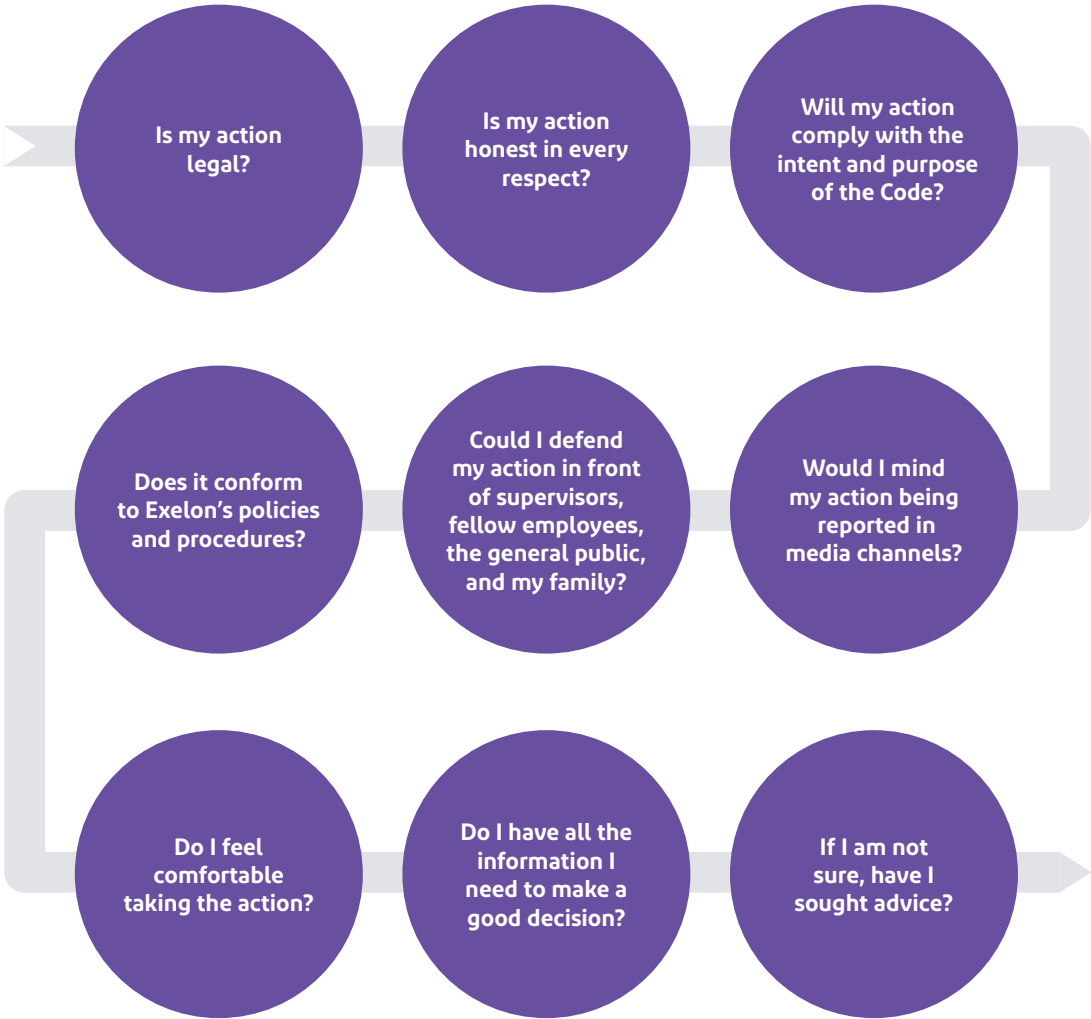 Is my action
legal?
Is my action
honest in every
respect?
Will my action
comply with the
intent and purpose
of the Code?
Would I mind
my action being
reported in
media channels?
Could I defend
my action in front
of supervisors,
fellow employees,
the general public,
and my family?
Does it conform
to Exelon’s policies
and procedures?
Do I feel
comfortable
taking the action?
Do I have all the
information I
need to make a
good decision?
If I am not
sure, have I
sought advice?